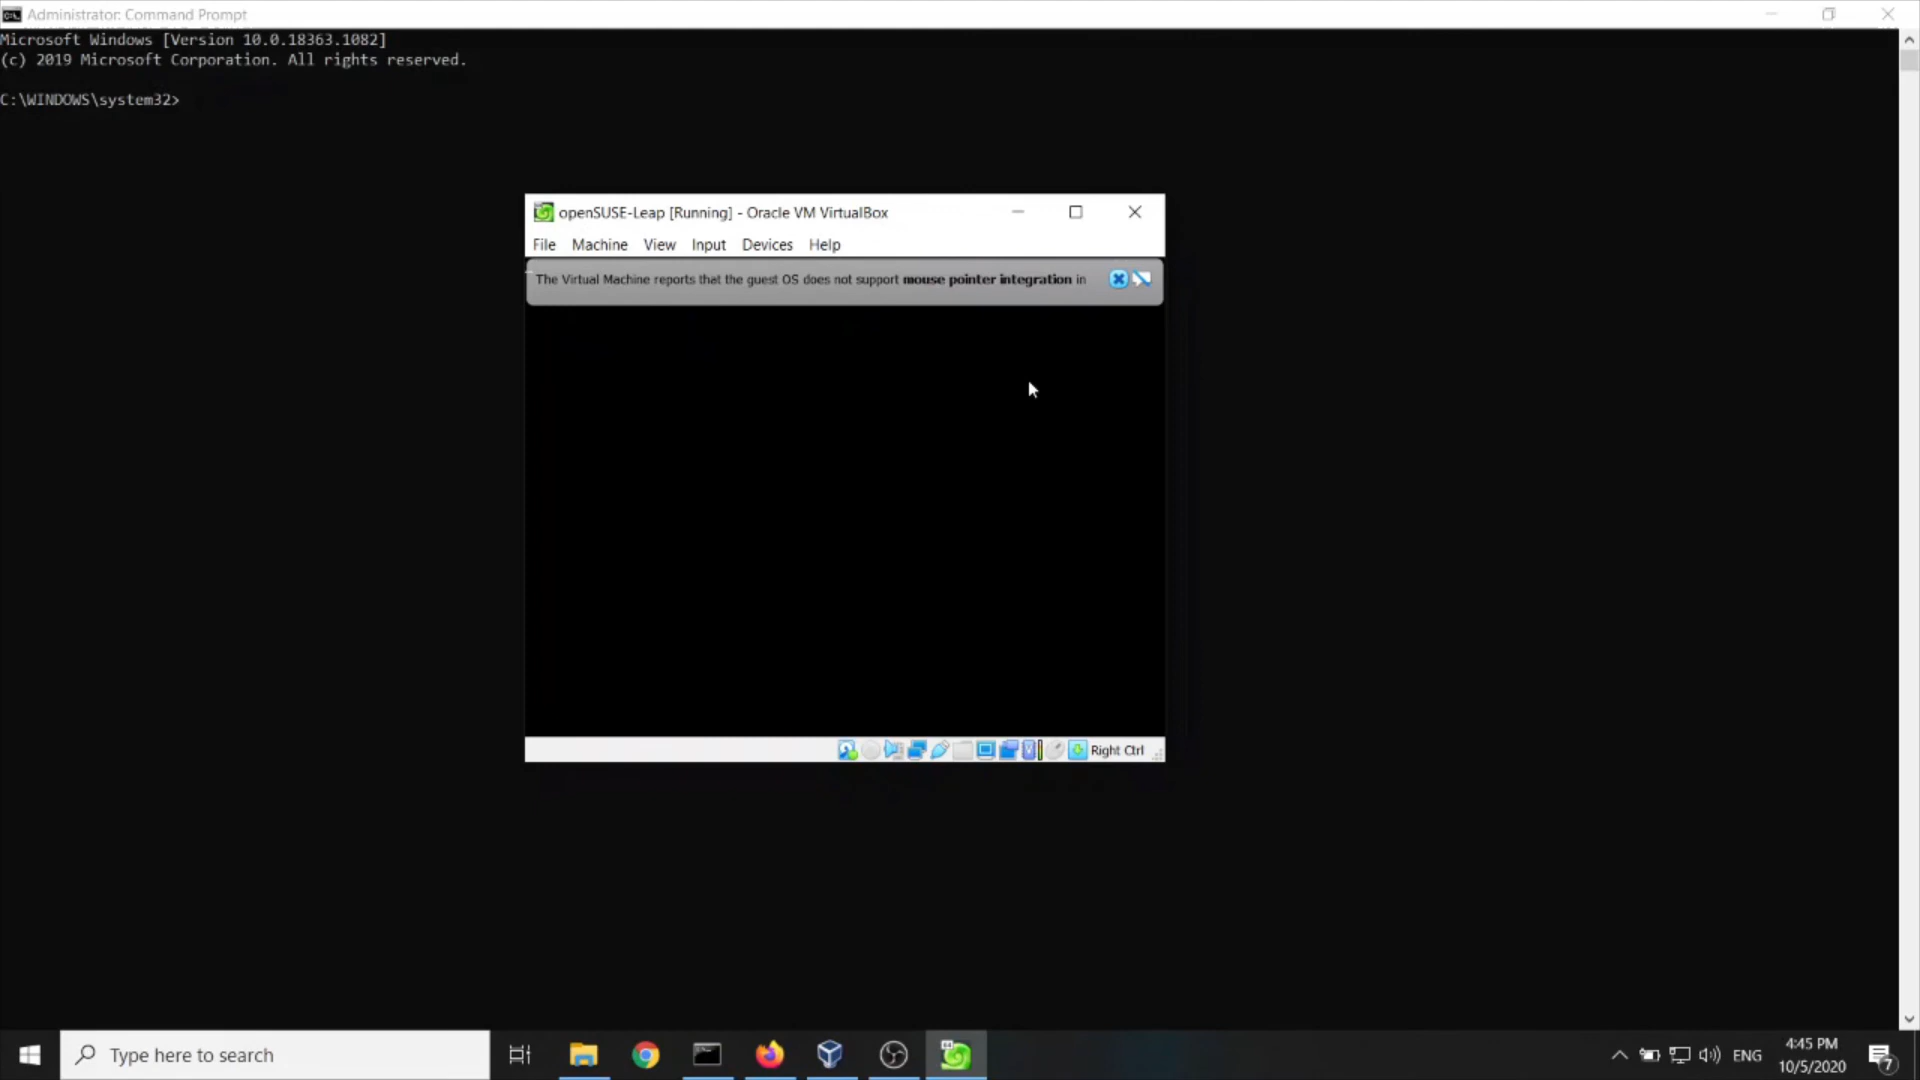 Administrator: Command Prompt
Microsoft Windows [Version 10.0.18363.1082]
(c) 2019 Microsoft Corporation. All rights reserved.
C:\WINDOWS\system32>
openSUSE-Leap [Running] - Oracle VM VirtualBox
File Machine View Input Devices Help
The Virtual Machine reports that the guest OS does not support mouse pointer integration in
Right Ctrl
Type here to search
ENG
4:45 PM
10/5/2020
7